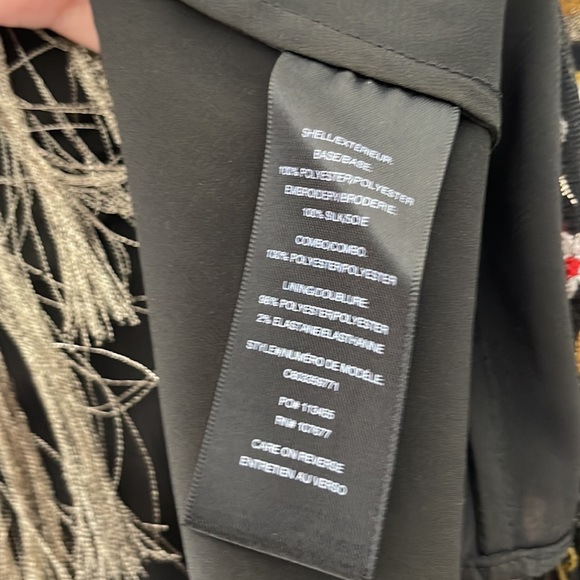 SHELL/EXTÉRIEUR:
BASE/BASE:
100% POLYESTER/POLYESTER
EMBROIDERY/BRODERIE:
100% SILK/SOIE
COMBO/COMBO:
100% POLYESTER/POLYESTER
LINING/DOUBLURE:
98% POLYESTER/POLYESTER
2% ELASTANE/ELASTHANNE
STYLE#/NUMÉRO DE MODÈLE:
PO# 113465
RN# 107677
CARE ON REVERSE
ENTRETIEN AU VERSO